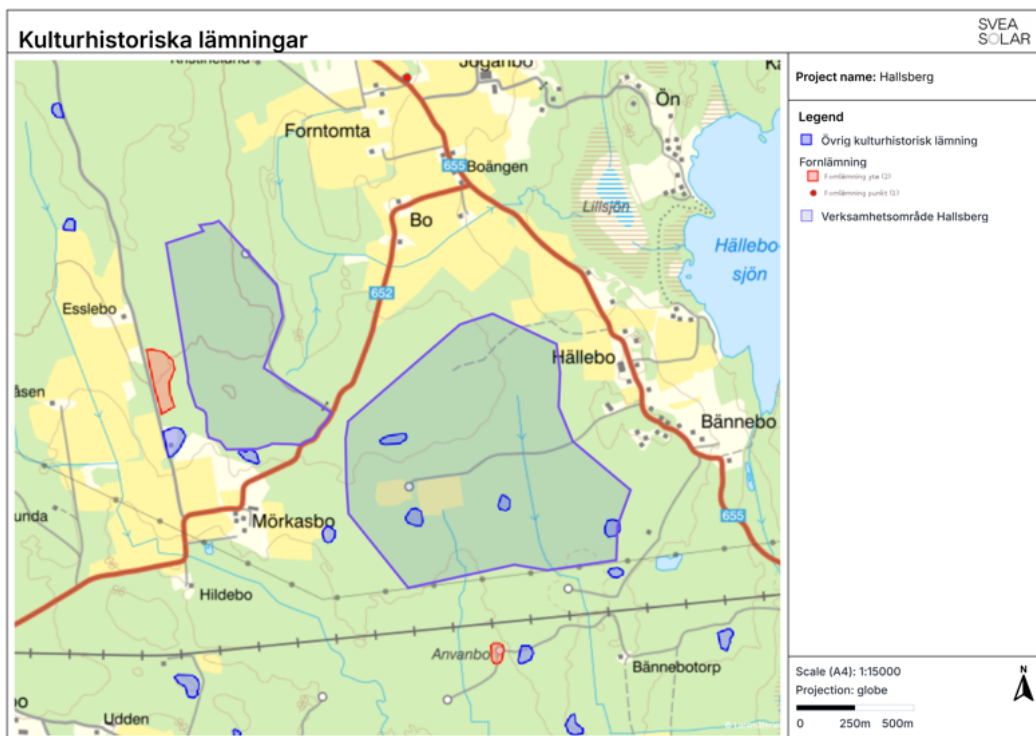 Kulturhistoriska lämningar
SVEA
SOLAR
Project name: Hallsberg
Legend
Övrig kulturhistorisk lämning
Fornlämning
Fornlämning yta (2)
Fornlämning punkt (1)
Verksamhetsområde Hallsberg
Joganbo
Ön
Forntomta
655
Boängen
Lillsjön
Bo
Hällebo-
sjön
652
Esslebo
Hällebo
åsen
Bännebo
655
unda
Mörkasbo
Hildebo
Anvanbo
Bännebotorp
Udden
Scale (A4): 1:15000
Projection: globe
0 250m 500m
N